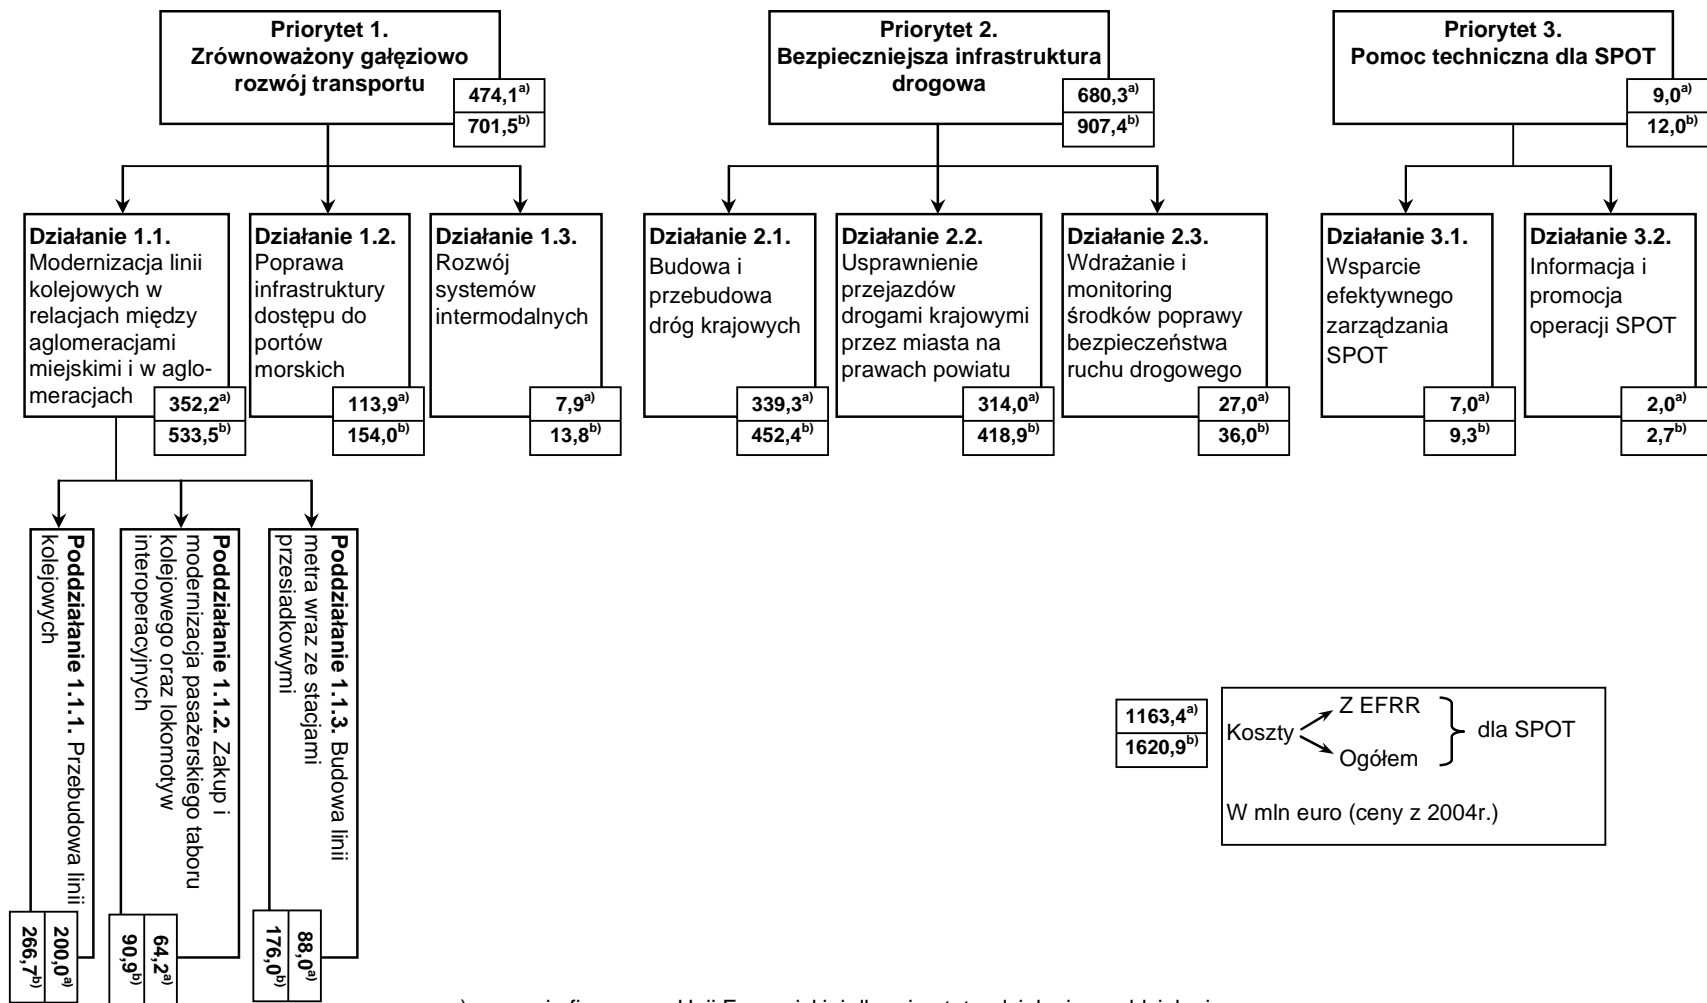 Priorytet 1.
Zrównoważony gałęziowo
rozwój transportu
474,1a)
701,5b)
Priorytet 2.
Bezpieczniejsza infrastruktura
drogowa
680,3a)
907,4b)
Priorytet 3.
Pomoc techniczna dla SPOT
9,0a)
12,0b)
Działanie 1.1.
Modernizacja linii
kolejowych w
relacjach między
aglomeracjami
miejskimi i w aglo-
meracjach
352,2a)
533,5b)
Działanie 1.2.
Poprawa
infrastruktury
dostępu do
portów
morskich
113,9a)
154,0b)
Działanie 1.3.
Rozwój
systemów
intermodalnych
7,9a)
13,8b)
Działanie 2.1.
Budowa i
przebudowa
dróg krajowych
339,3a)
452,4b)
Działanie 2.2.
Usprawnienie
przejazdów
drogami krajowymi
przez miasta na
prawach powiatu
314,0a)
418,9b)
Działanie 2.3.
Wdrażanie i
monitoring
środków poprawy
bezpieczeństwa
ruchu drogowego
27,0a)
36,0b)
Działanie 3.1.
Wsparcie
efektywnego
zarządzania
SPOT
7,0a)
9,3b)
Działanie 3.2.
Informacja i
promocja
operacji SPOT
2,0a)
2,7b)
Poddziałanie 1.1.1. Przebudowa linii
kolejowych
200,0a)
266,7b)
Poddziałanie 1.1.2. Zakup i
modernizacja pasażerskiego taboru
kolejowego oraz lokomotyw
interoperacyjnych
64,2a)
90,9b)
Poddziałanie 1.1.3. Budowa linii
metra wraz ze stacjami
przesiadkowymi
88,0a)
176,0b)
1163,4a)
1620,9b)
Koszty
Z EFRR
Ogółem
dla SPOT
W mln euro (ceny z 2004r.)